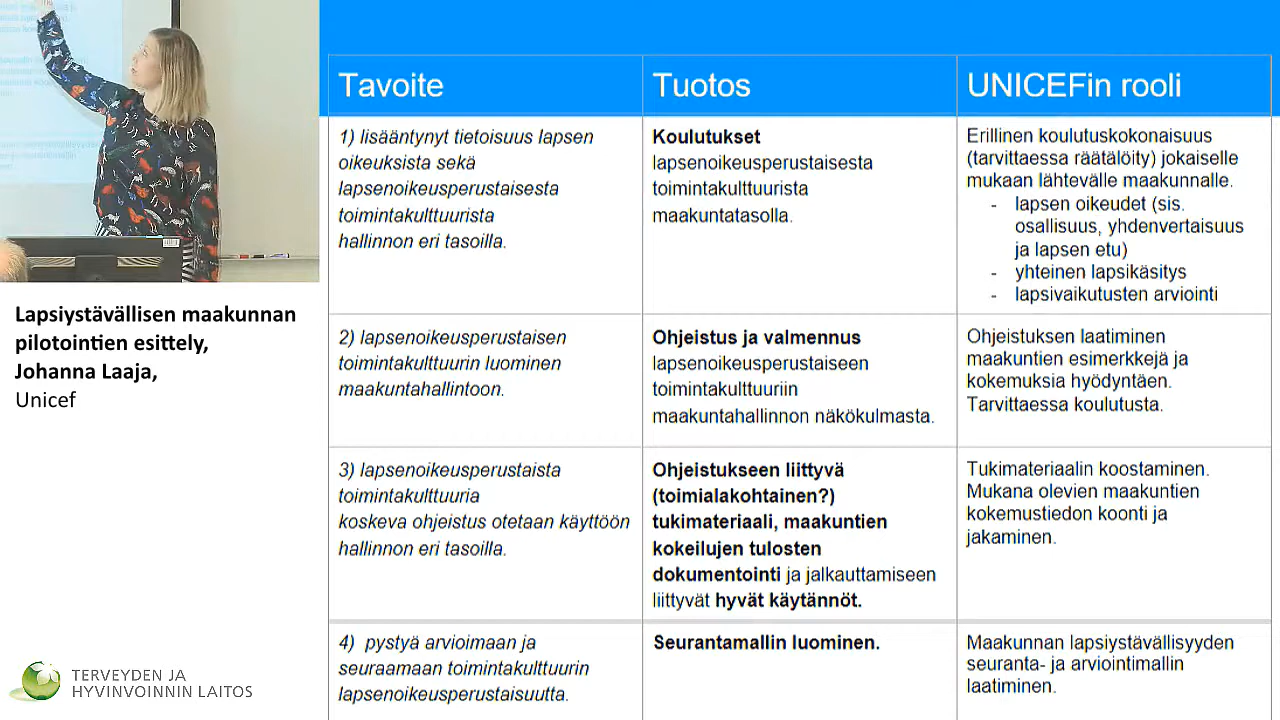 Lapsiystävällisen maakunnan
pilotointien esittely,
Johanna Laaja,
Unicef
TERVEYDEN JA
HYVINVOINNIN LAITOS
Tavoite
Tuotos
UNICEFin rooli
1) lisääntynyt tietoisuus lapsen
oikeuksista sekä
lapsenoikeusperustaisesta
toimintakulttuurista
hallinnon eri tasoilla.
Koulutukset
lapsenoikeusperustaisesta
toimintakulttuurista
maakuntatasolla.
Erillinen koulutuskokonaisuus
(tarvittaessa räätälöity) jokaiselle
mukaan lähtevälle maakunnalle.
- lapsen oikeudet (sis.
osallisuus, yhdenvertaisuus
ja lapsen etu)
- yhteinen lapsikäsitys
- lapsivaikutusten arviointi
2) lapsenoikeusperustaisen
toimintakulttuurin luominen
maakuntahallintoon.
Ohjeistus ja valmennus
lapsenoikeusperustaiseen
toimintakulttuuriin
maakuntahallinnon näkökulmasta.
Ohjeistuksen laatiminen
maakuntien esimerkkejä ja
kokemuksia hyödyntäen.
Tarvittaessa koulutusta.
3) lapsenoikeusperustaista
toimintakulttuuria
koskeva ohjeistus otetaan käyttöön
hallinnon eri tasoilla.
Ohjeistukseen liittyvä
(toimialakohtainen?)
tukimateriaali, maakuntien
kokeilujen tulosten
dokumentointi ja jalkauttamiseen
liittyvät hyvät käytännöt.
Tukimateriaalin koostaminen.
Mukana olevien maakuntien
kokemustiedon koonti ja
jakaminen.
4) pystyä arvioimaan ja
seuraamaan toimintakulttuurin
lapsenoikeusperustaisuutta.
Seurantamallin luominen.
Maakunnan lapsiystävällisyyden
seuranta- ja arviointimallin
laatiminen.